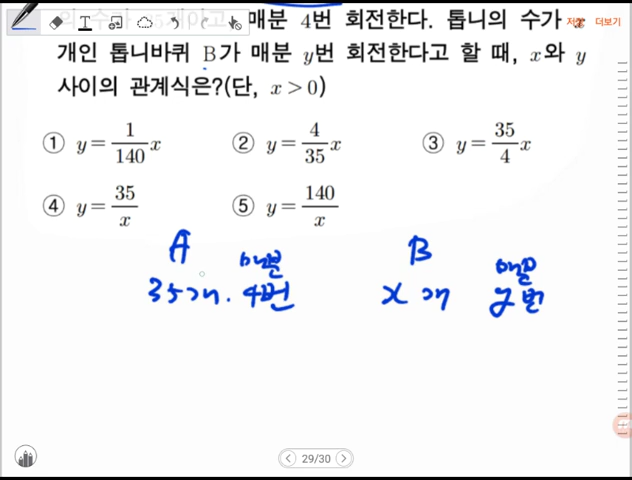 매분 4번 회전한다. 톱니의 수가 x
저장 더보기
개인 톱니바퀴 B가 매분 y번 회전한다고 할 때, x와 y
사이의 관계식은?(단, x > 0)
① y = 1/140 x ② y = 4/35 x ③ y = 35/4 x
④ y = 35/x ⑤ y = 140/x
A B
매분 매분
35개. 4번 x 개 y 번
29/30